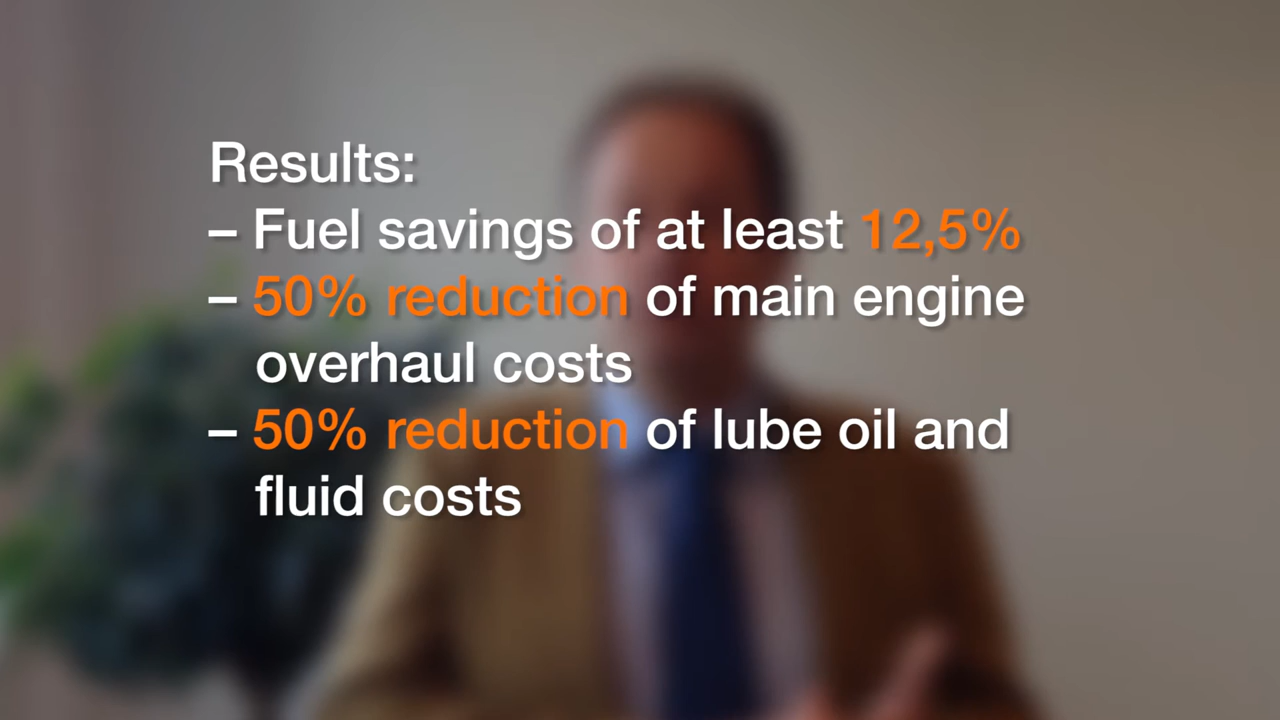 Results:
– Fuel savings of at least 12,5%
– 50% reduction of main engine
overhaul costs
– 50% reduction of lube oil and
fluid costs